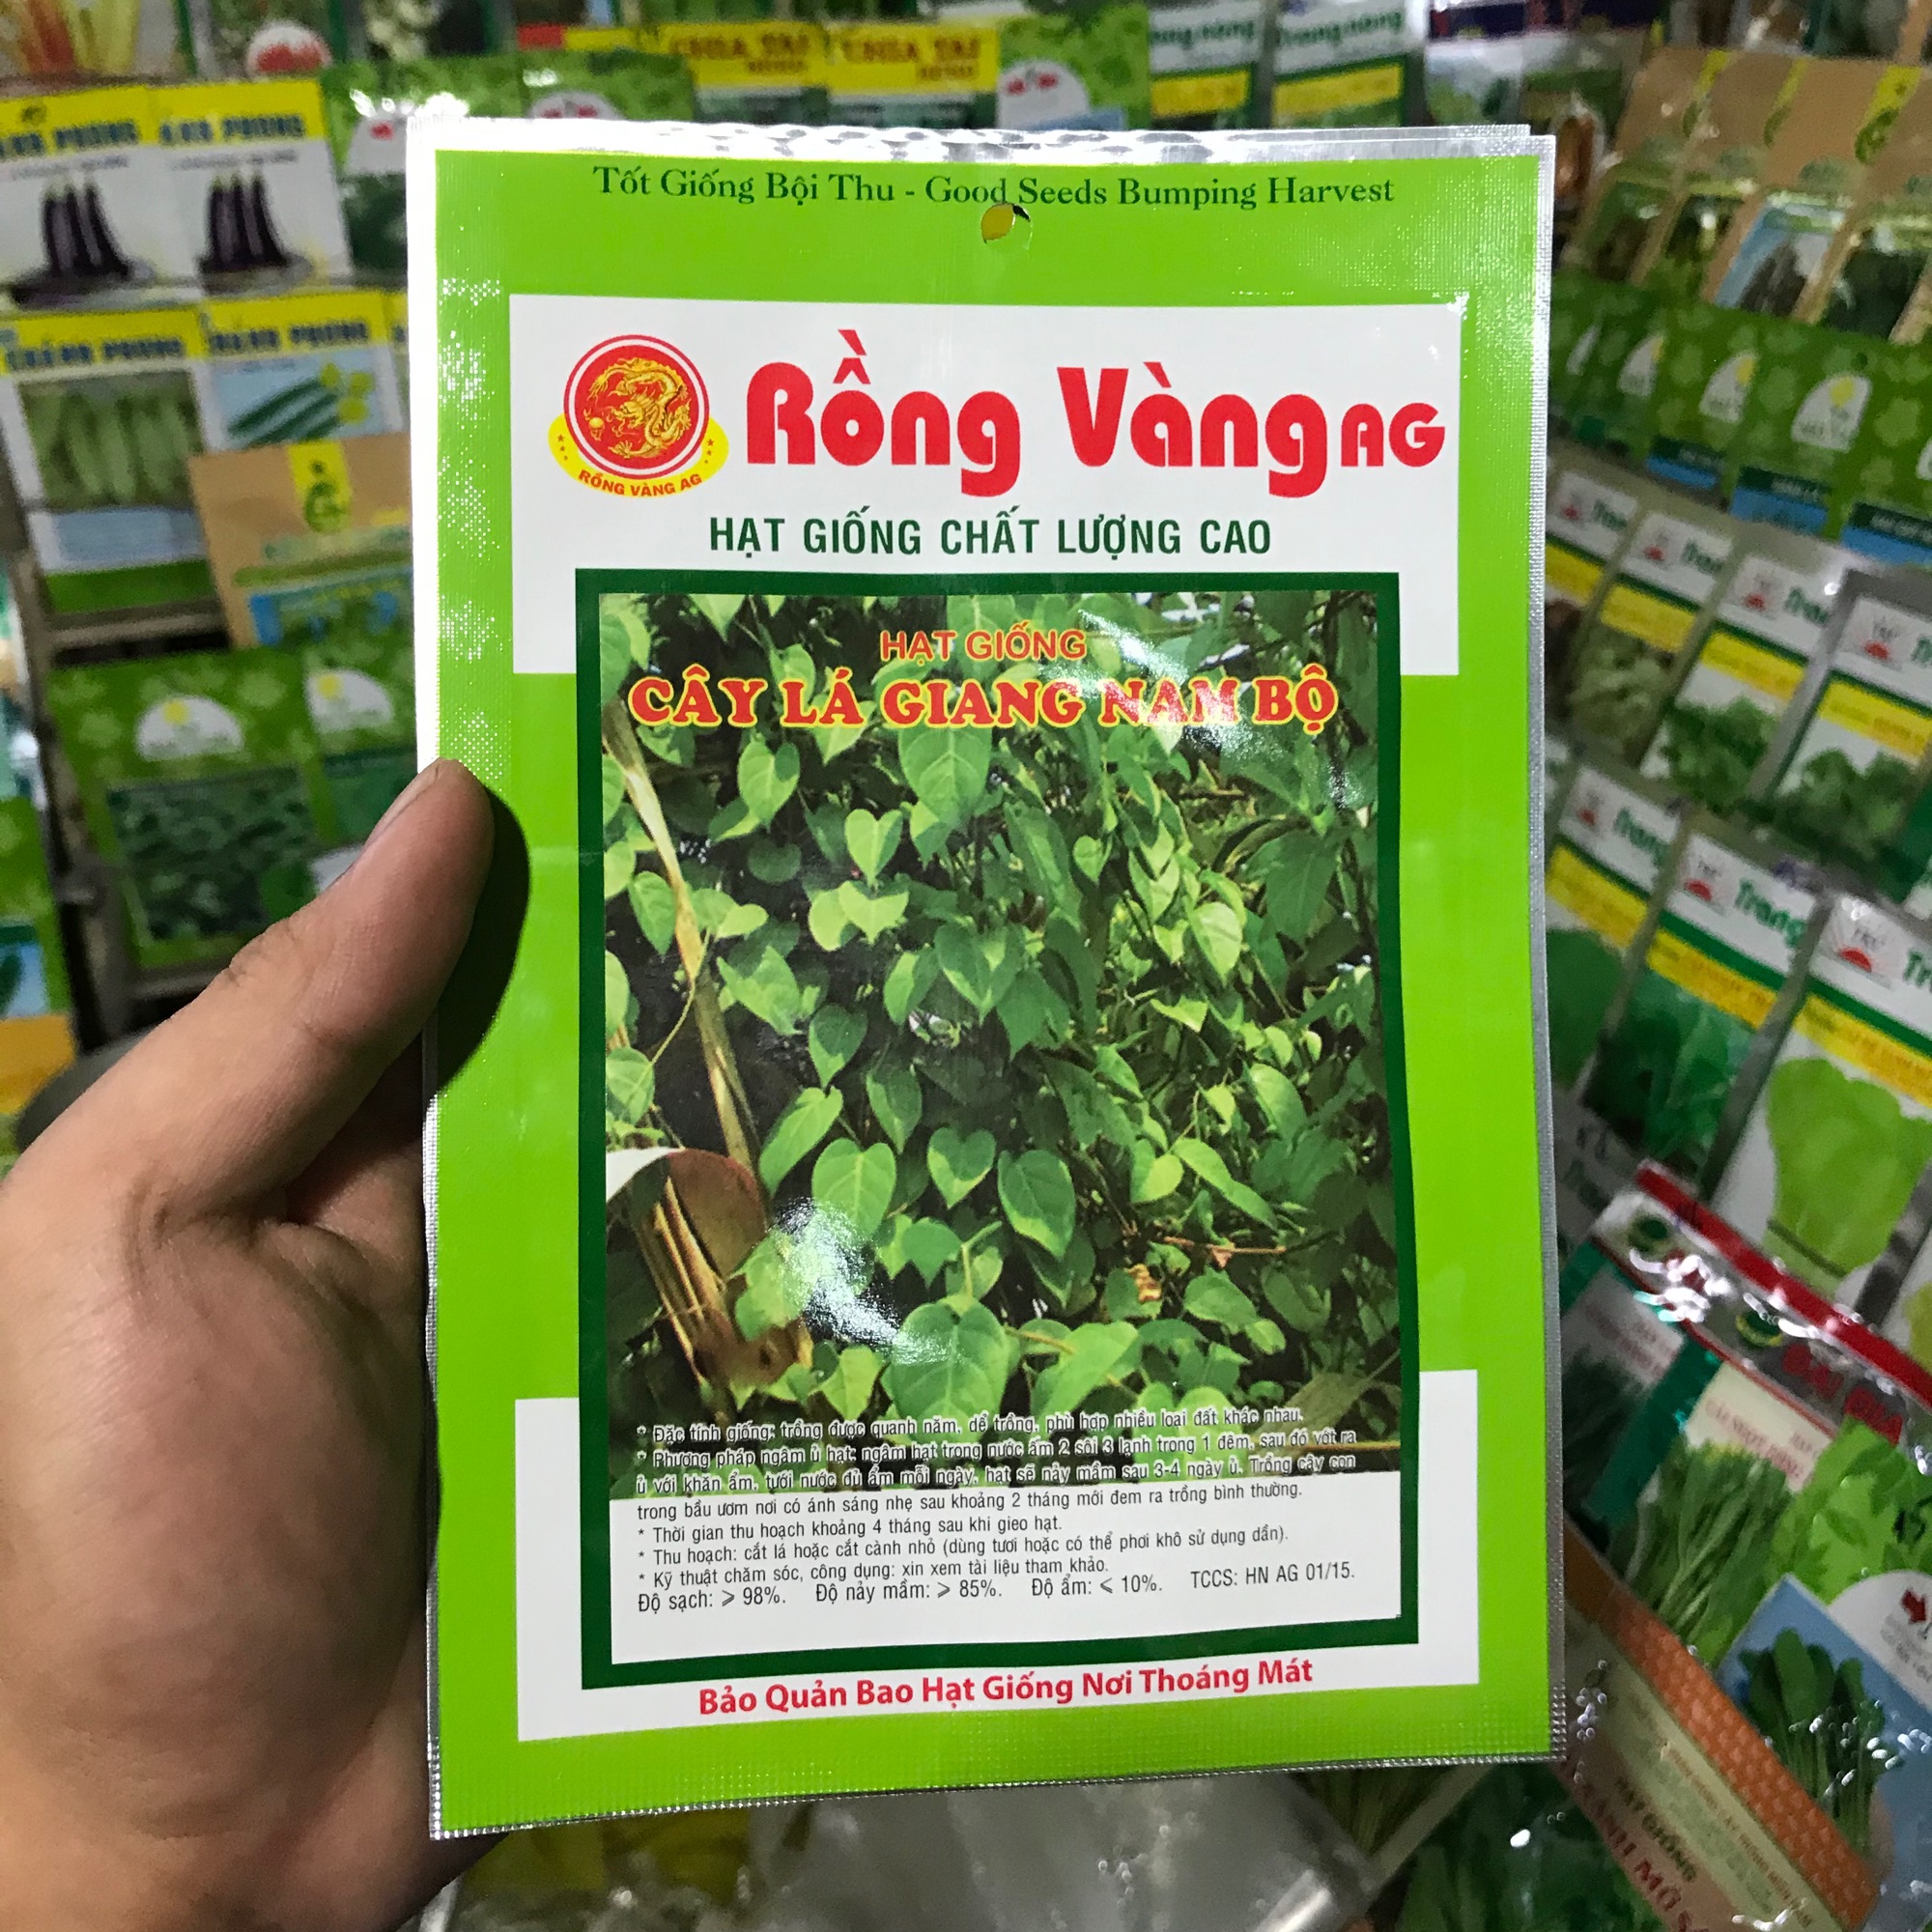 Tốt Giống Bội Thu - Good Seeds Bumping Harvest
Rồng Vàng AG
RỒNG VÀNG AG
HẠT GIỐNG CHẤT LƯỢNG CAO
HẠT GIỐNG
CÂY LÁ GIANG NAM BỘ
* Đặc tính giống: trồng được quanh năm, dễ trồng, phù hợp nhiều loại đất khác nhau.
* Phương pháp ngâm ủ hạt: ngâm hạt trong nước ấm 2 sôi 3 lạnh trong 1 đêm, sau đó vớt ra
ủ với khăn ẩm, tưới nước đủ ẩm mỗi ngày, hạt sẽ nảy mầm sau 3-4 ngày ủ. Trồng cây con
trong bầu ươm nơi có ánh sáng nhẹ sau khoảng 2 tháng mới đem ra trồng bình thường.
* Thời gian thu hoạch khoảng 4 tháng sau khi gieo hạt.
* Thu hoạch: cắt lá hoặc cắt cành nhỏ (dùng tươi hoặc có thể phơi khô sử dụng dần).
* Kỹ thuật chăm sóc, công dụng: xin xem tài liệu tham khảo.
Độ sạch: ⩾ 98%. Độ nảy mầm: ⩾ 85%. Độ ẩm: ⩽ 10%. TCCS: HN AG 01/15.
Bảo Quản Bao Hạt Giống Nơi Thoáng Mát